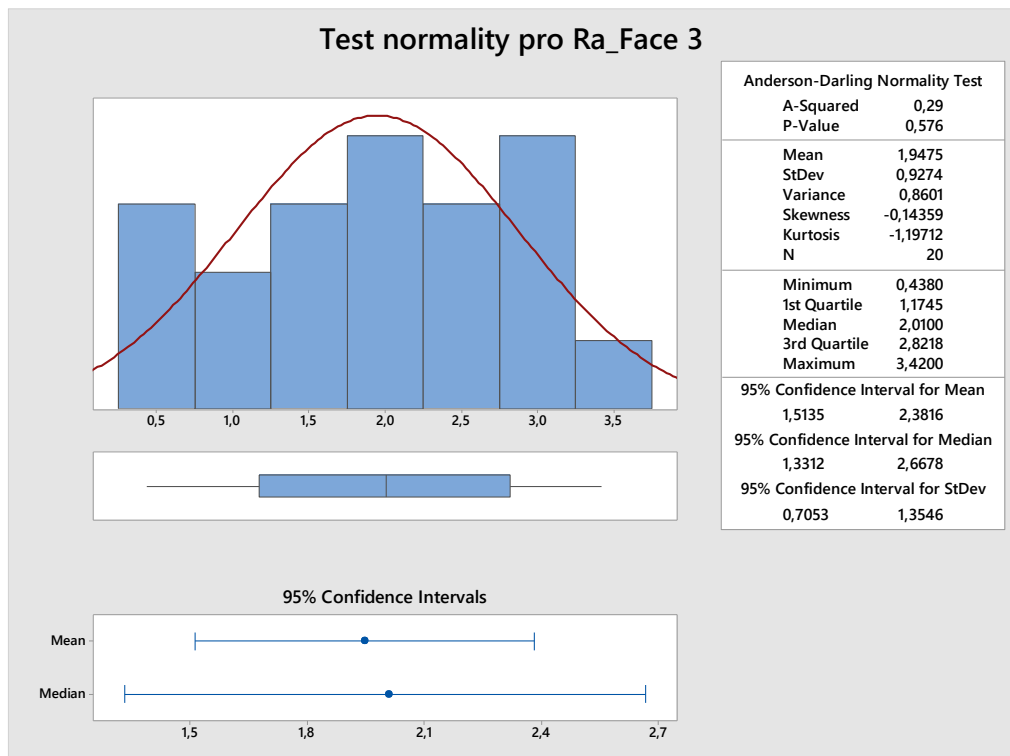 Test normality pro Ra_Face 3
Anderson-Darling Normality Test
A-Squared 0,29
P-Value 0,576
Mean 1,9475
StDev 0,9274
Variance 0,8601
Skewness -0,14359
Kurtosis -1,19712
N 20
Minimum 0,4380
1st Quartile 1,1745
Median 2,0100
3rd Quartile 2,8218
Maximum 3,4200
95% Confidence Interval for Mean
1,5135 2,3816
95% Confidence Interval for Median
1,3312 2,6678
95% Confidence Interval for StDev
0,7053 1,3546
0,5 1,0 1,5 2,0 2,5 3,0 3,5
95% Confidence Intervals
Mean
Median
1,5 1,8 2,1 2,4 2,7